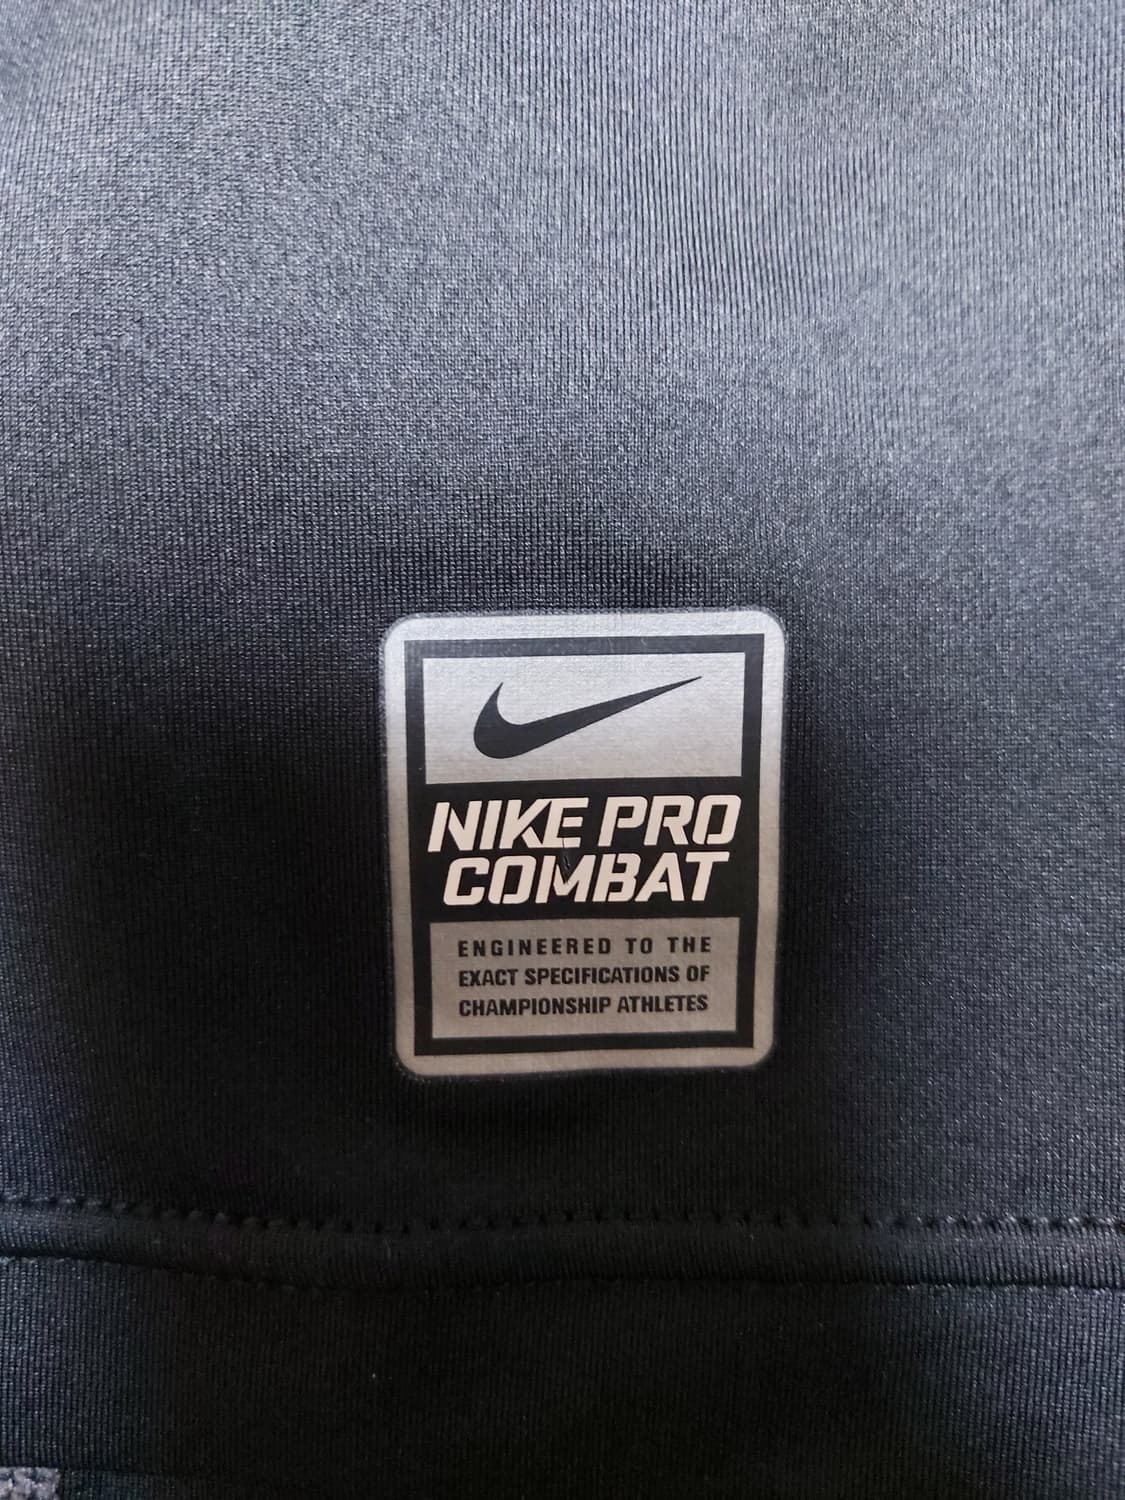 NIKE PRO
COMBAT
ENGINEERED TO THE
EXACT SPECIFICATIONS OF
CHAMPIONSHIP ATHLETES